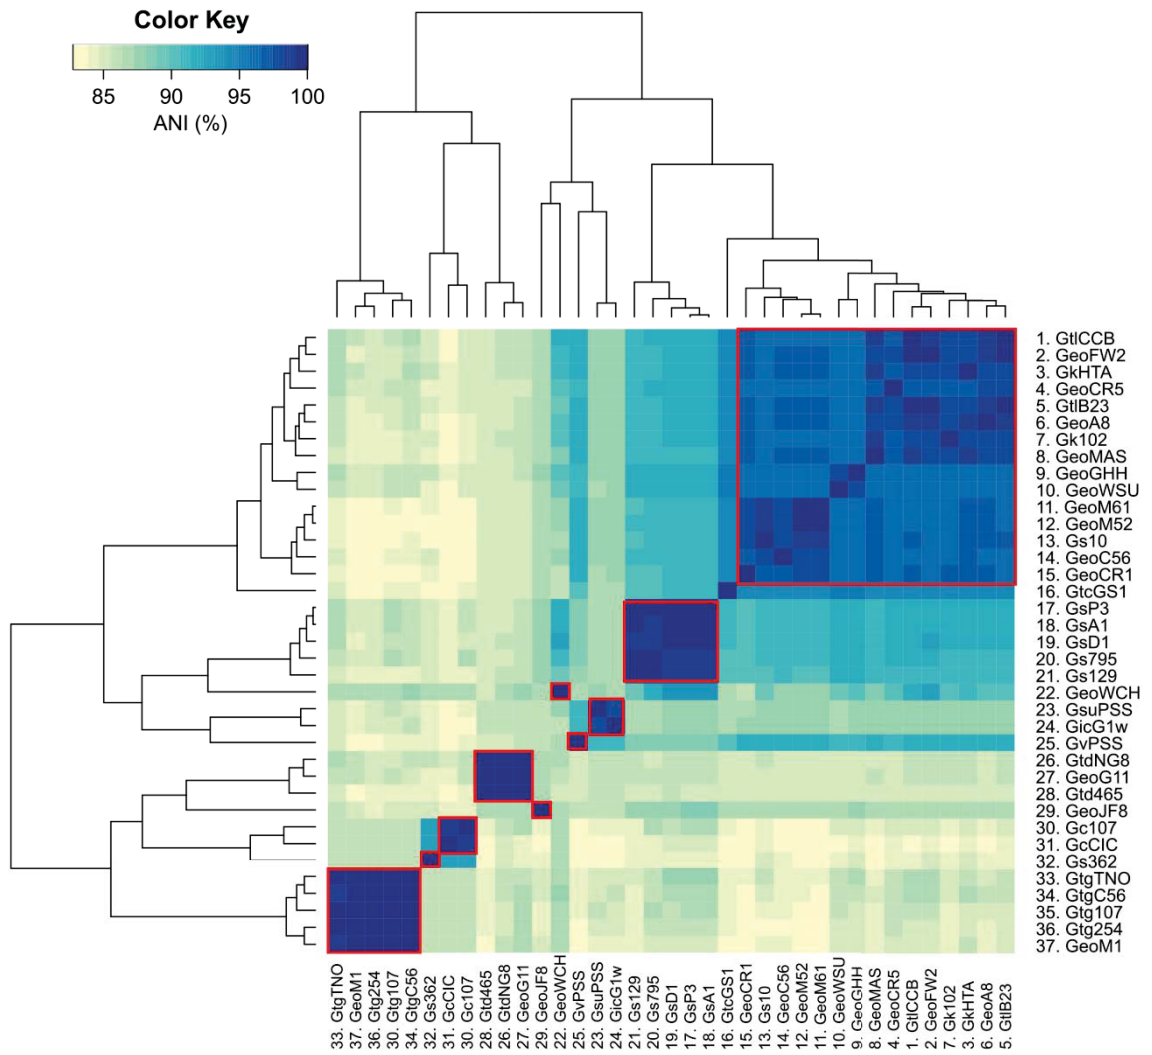 Color Key
85 90 95 100
ANI (%)
1. GtlCCB
2. GeoFW2
3. GkHTA
4. GeoCR5
5. GtlB23
6. GeoA8
7. Gk102
8. GeoMAS
9. GeoGHH
10. GeoWSU
11. GeoM61
12. GeoM52
13. Gs10
14. GeoC56
15. GeoCR1
16. GtcGS1
17. GsP3
18. GsA1
19. GsD1
20. Gs795
21. Gs129
22. GeoWCH
23. GsuPSS
24. GicG1w
25. GvPSS
26. GtdNG8
27. GeoG11
28. Gtd465
29. GeoJF8
30. Gc107
31. GcCIC
32. Gs362
33. GtgTNO
34. GtgC56
35. Gtg107
36. Gtg254
37. GeoM1
33. GtgTNO
37. GeoM1
36. Gtg254
30. Gtg107
34. GtgC56
32. Gs362
31. GcCIC
30. Gc107
28. Gtd465
26. GtdNG8
27. GeoG11
29. GeoJF8
22. GeoWCH
25. GvPSS
23. GsuPSS
24. GicG1w
21. Gs129
20. Gs795
19. GsD1
17. GsP3
18. GsA1
16. GtcGS1
15. GeoCR1
13. Gs10
14. GeoC56
12. GeoM52
11. GeoM61
10. GeoWSU
9. GeoGHH
8. GeoMAS
4. GeoCR5
1. GtlCCB
2. GeoFW2
7. Gk102
3. GkHTA
6. GeoA8
5. GtlB23